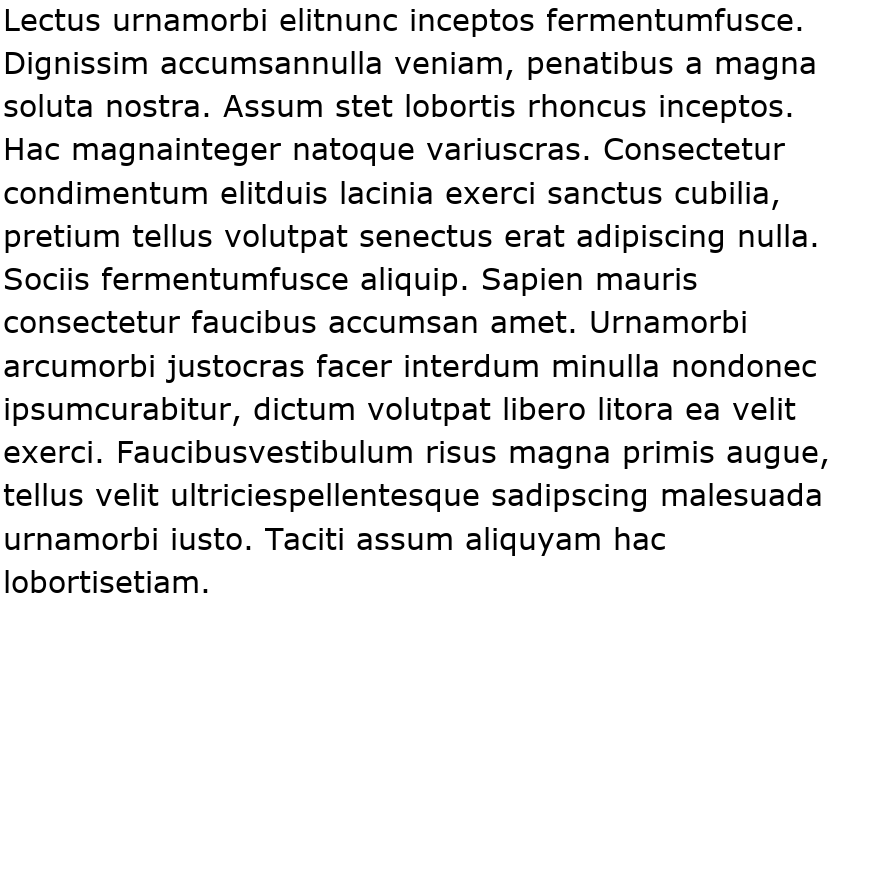 Lectus urnamorbi elitnunc inceptos fermentumfusce.
Dignissim accumsannulla veniam, penatibus a magna
soluta nostra. Assum stet lobortis rhoncus inceptos.
Hac magnainteger natoque variuscras. Consectetur
condimentum elitduis lacinia exerci sanctus cubilia,
pretium tellus volutpat senectus erat adipiscing nulla.
Sociis fermentumfusce aliquip. Sapien mauris
consectetur faucibus accumsan amet. Urnamorbi
arcumorbi justocras facer interdum minulla nondonec
ipsumcurabitur, dictum volutpat libero litora ea velit
exerci. Faucibusvestibulum risus magna primis augue,
tellus velit ultriciespellentesque sadipscing malesuada
urnamorbi iusto. Taciti assum aliquyam hac
lobortisetiam.